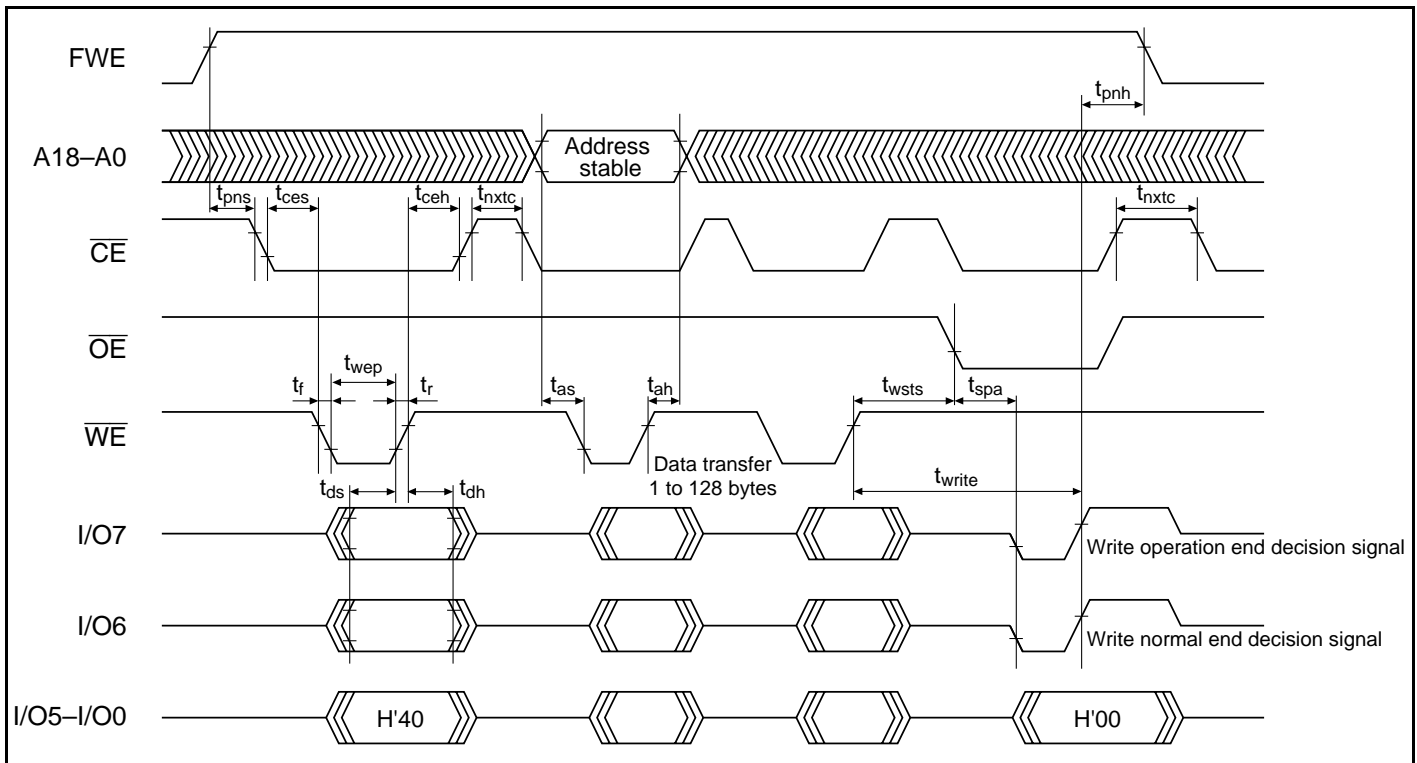 FWE
tpnh
A18–A0
Address
stable
tpns
tces
tceh
tnxtc
tnxtc
CE
OE
twep
tf
tr
tas
tah
twsts
tspa
WE
Data transfer
1 to 128 bytes
twrite
tds
tdh
I/O7
Write operation end decision signal
I/O6
Write normal end decision signal
I/O5–I/O0
H'40
H'00